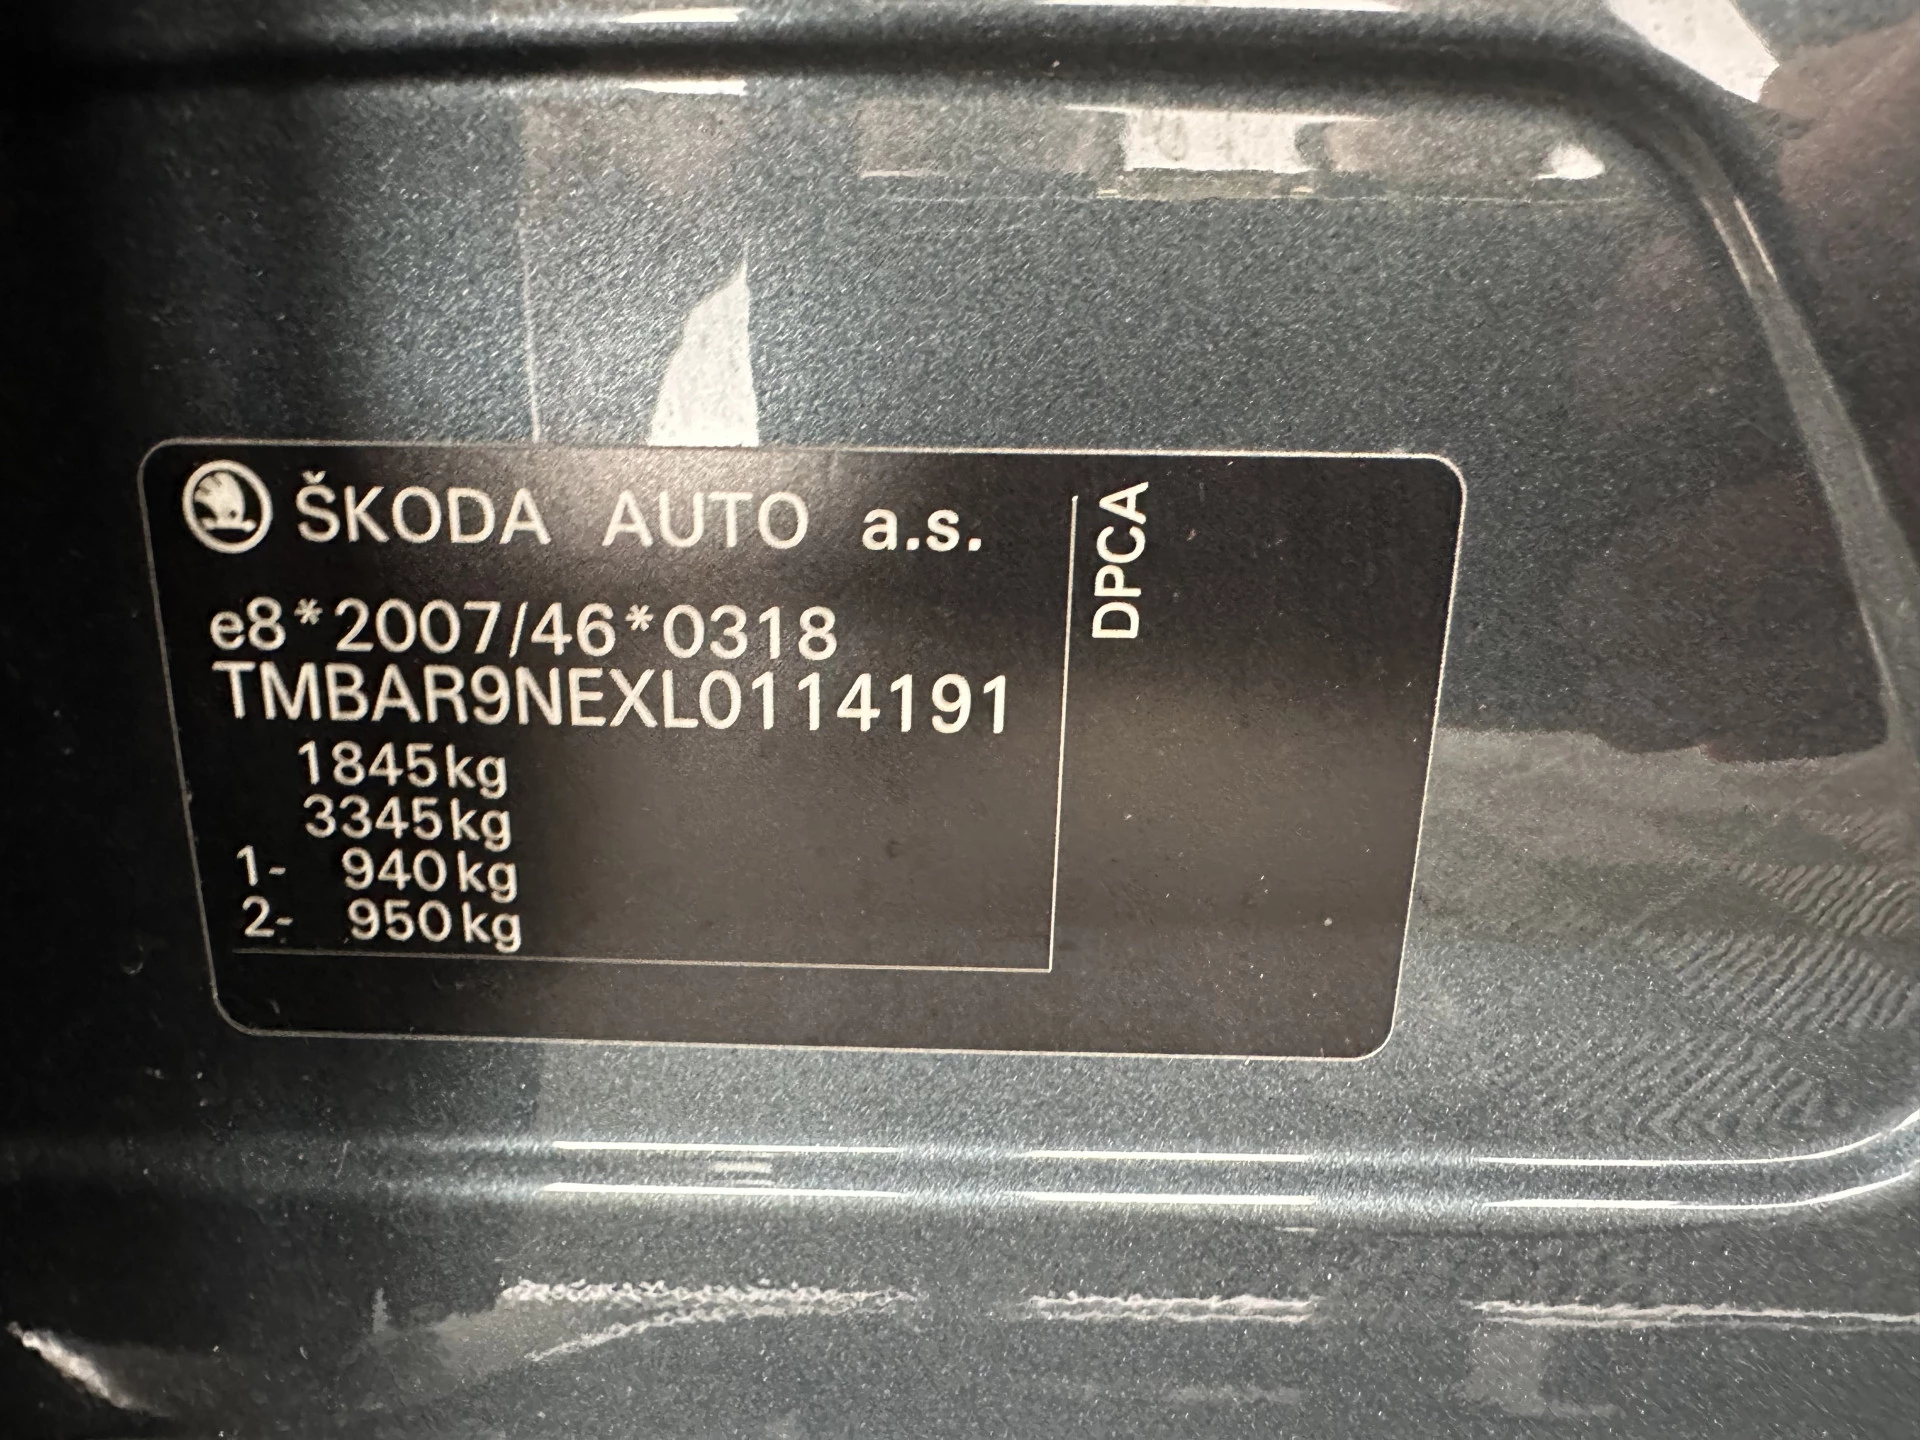 ŠKODA AUTO a.s.
e8*2007/46*0318
TMBAR9NEXL0114191
1845kg
3345kg
1- 940kg
2- 950kg
DPCA